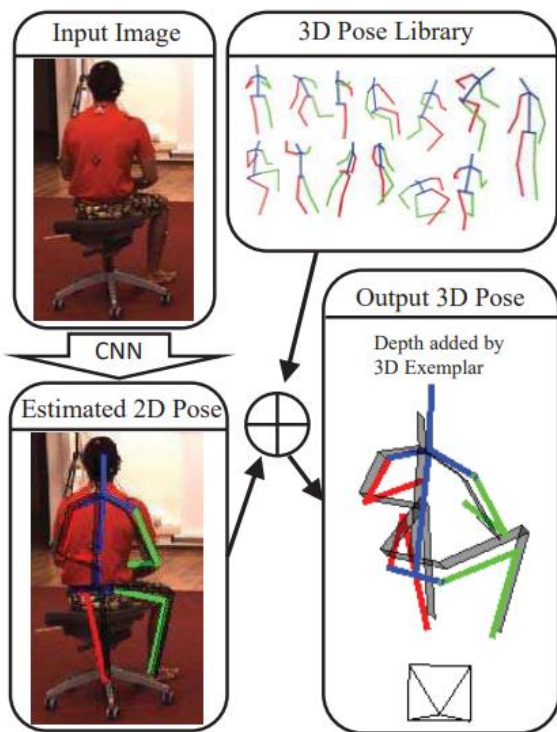 Input Image
3D Pose Library
CNN
Output 3D Pose
Depth added by
3D Exemplar
Estimated 2D Pose